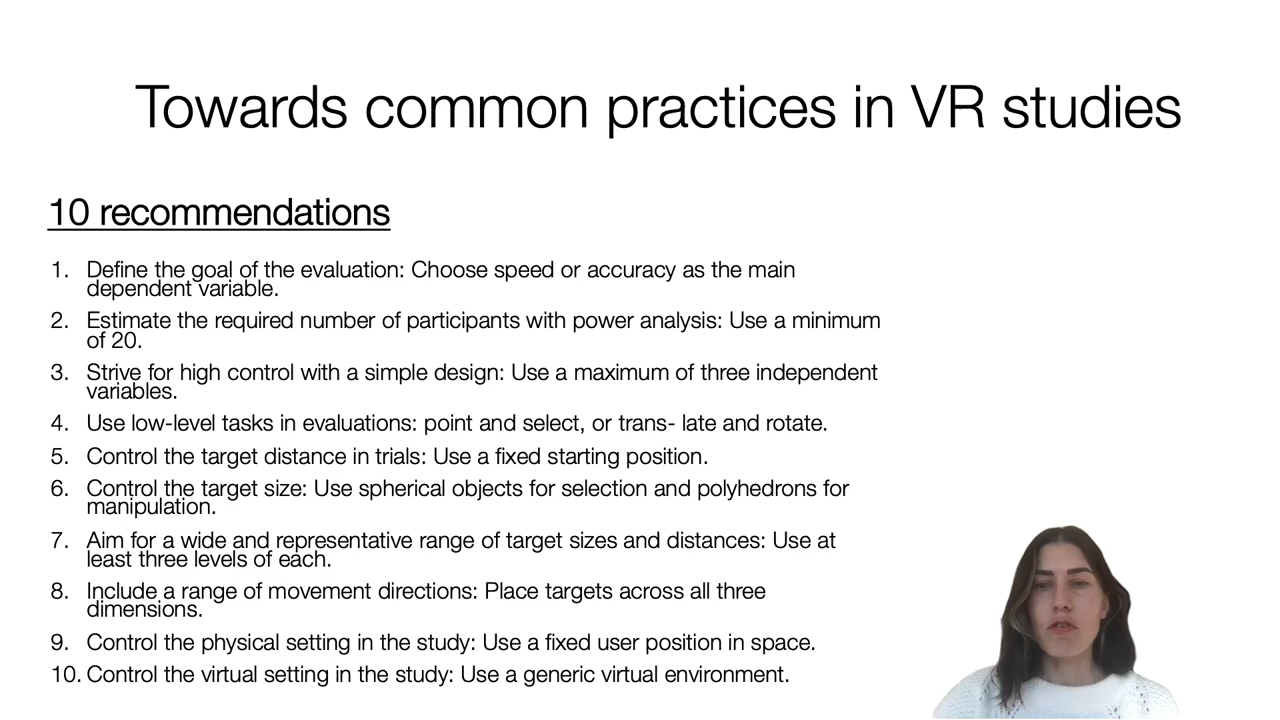 Towards common practices in VR studies
10 recommendations
1. Define the goal of the evaluation: Choose speed or accuracy as the main
dependent variable.
2. Estimate the required number of participants with power analysis: Use a minimum
of 20.
3. Strive for high control with a simple design: Use a maximum of three independent
variables.
4. Use low-level tasks in evaluations: point and select, or trans- late and rotate.
5. Control the target distance in trials: Use a fixed starting position.
6. Control the target size: Use spherical objects for selection and polyhedrons for
manipulation.
7. Aim for a wide and representative range of target sizes and distances: Use at
least three levels of each.
8. Include a range of movement directions: Place targets across all three
dimensions.
9. Control the physical setting in the study: Use a fixed user position in space.
10. Control the virtual setting in the study: Use a generic virtual environment.